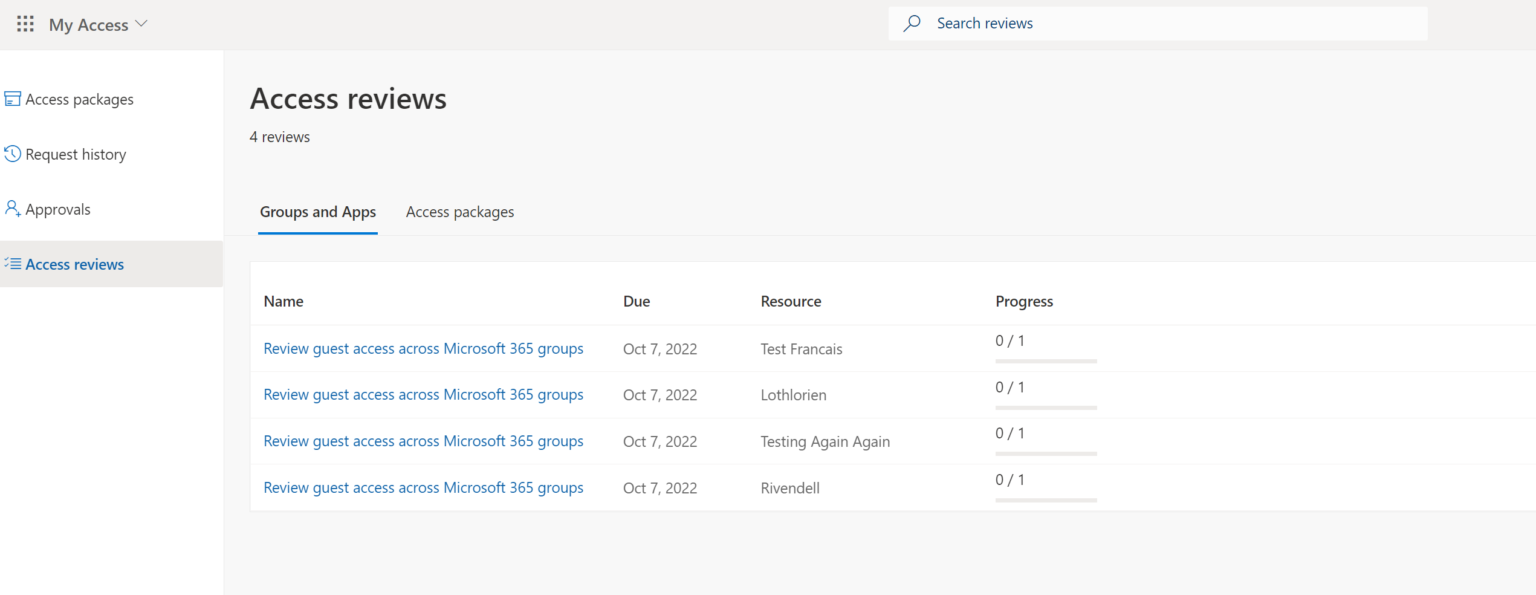 My Access
Search reviews
Access packages
Request history
Approvals
Access reviews
Access reviews
4 reviews
Groups and Apps Access packages
Name Due Resource Progress
Review guest access across Microsoft 365 groups Oct 7, 2022 Test Francais 0 / 1
Review guest access across Microsoft 365 groups Oct 7, 2022 Lothlorien 0 / 1
Review guest access across Microsoft 365 groups Oct 7, 2022 Testing Again Again 0 / 1
Review guest access across Microsoft 365 groups Oct 7, 2022 Rivendell 0 / 1